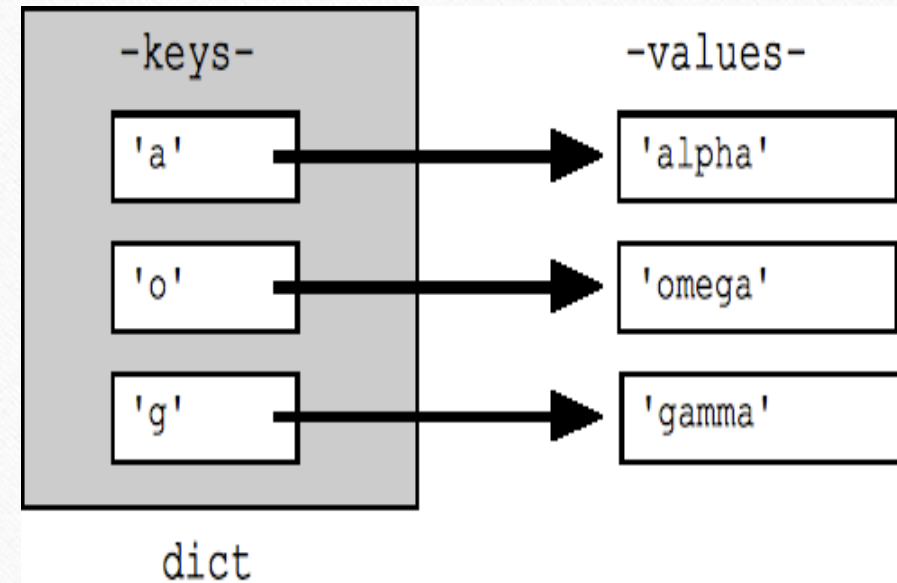 -keys- -values-
'a' 'alpha'
'o' 'omega'
'g' 'gamma'
dict